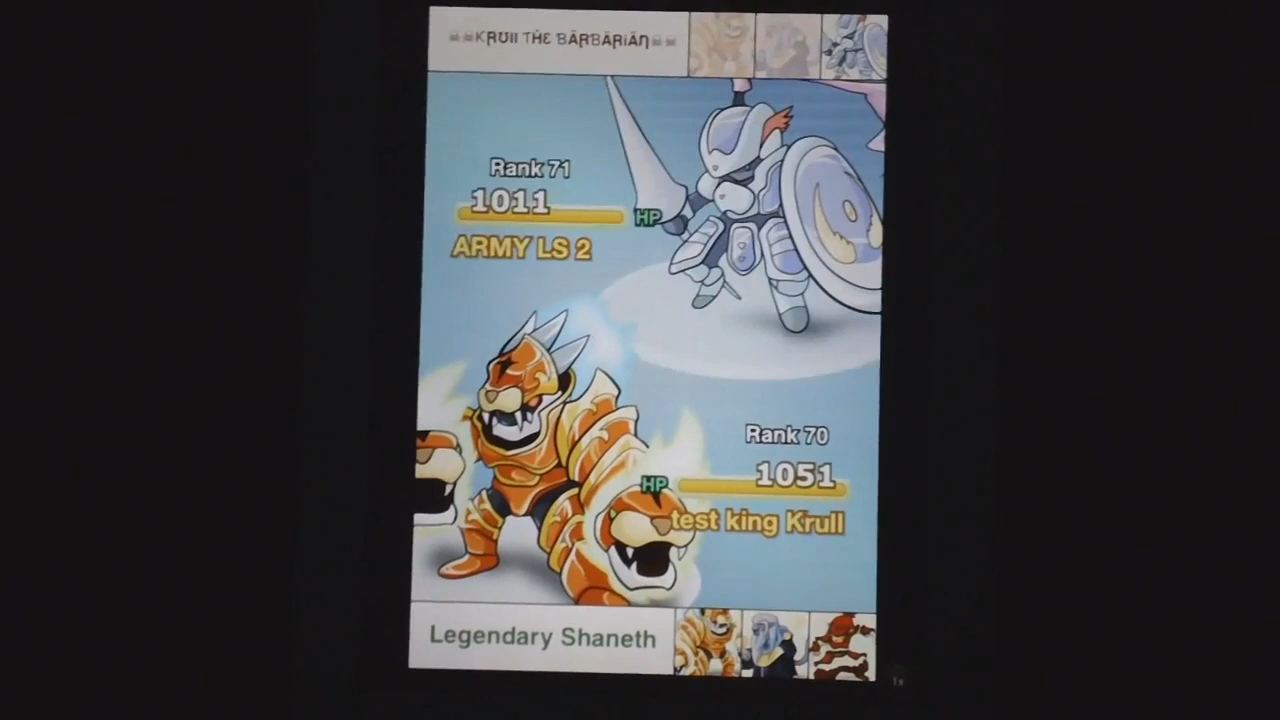 ☠☠KRUll THE BARBARiAN☠☠
Rank 71
1011
HP
ARMY LS 2
Rank 70
1051
HP
test king Krull
Legendary Shaneth
1x